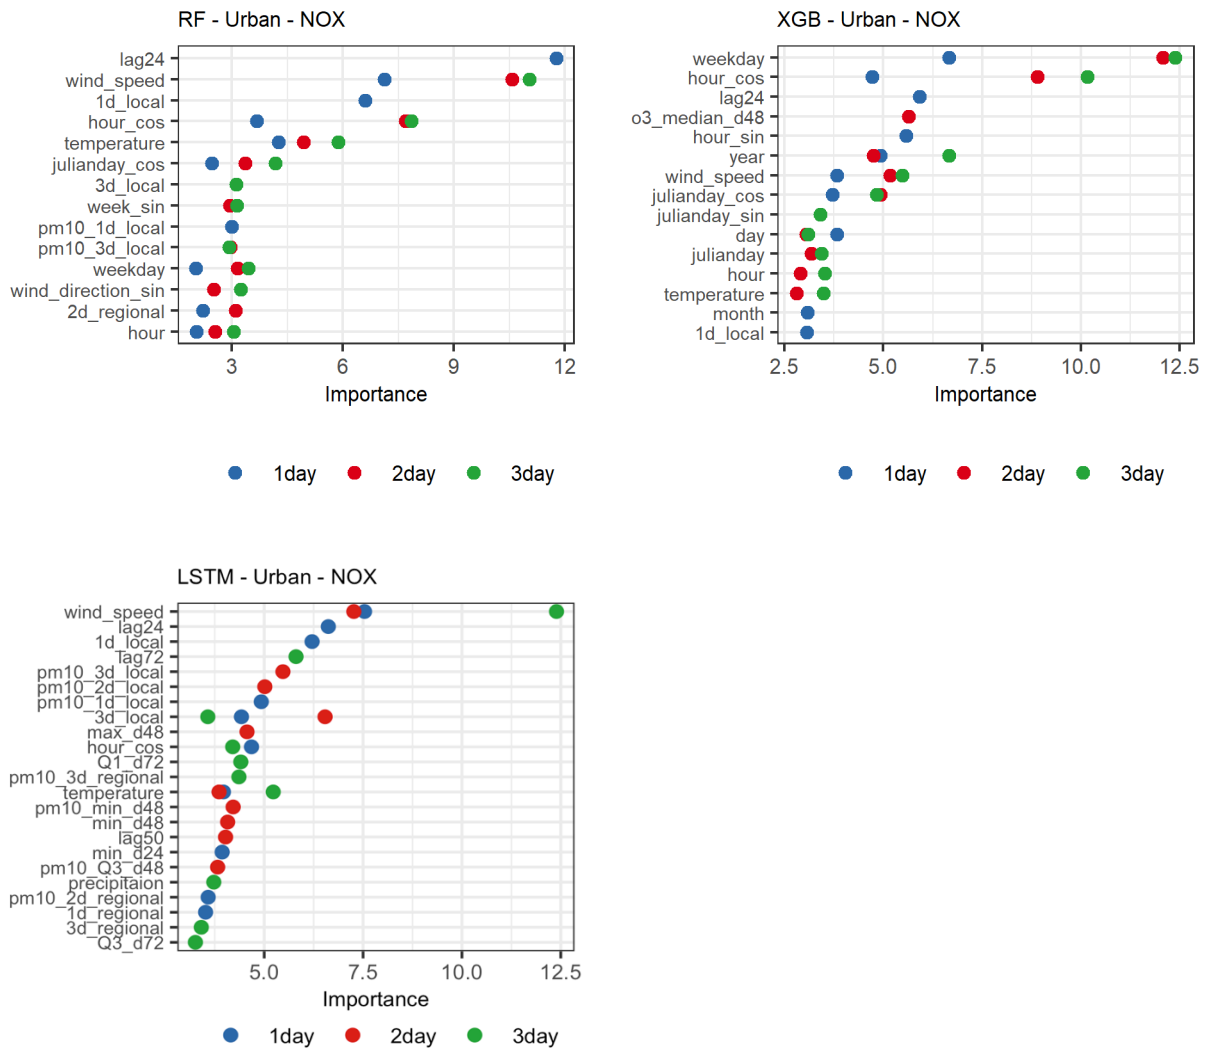 RF - Urban - NOX
lag24
wind_speed
1d_local
hour_cos
temperature
julianday_cos
3d_local
week_sin
pm10_1d_local
pm10_3d_local
weekday
wind_direction_sin
2d_regional
hour
3 6 9 12
Importance
1day 2day 3day
XGB - Urban - NOX
weekday
hour_cos
lag24
o3_median_d48
hour_sin
year
wind_speed
julianday_cos
julianday_sin
day
julianday
hour
temperature
month
1d_local
2.5 5.0 7.5 10.0 12.5
Importance
1day 2day 3day
LSTM - Urban - NOX
wind_speed
lag24
1d_local
lag72
pm10_3d_local
pm10_2d_local
pm10_1d_local
3d_local
max_d48
hour_cos
Q1_d72
pm10_3d_regional
temperature
pm10_min_d48
min_d48
lag50
min_d24
pm10_Q3_d48
precipitaion
pm10_2d_regional
1d_regional
3d_regional
Q3_d72
5.0 7.5 10.0 12.5
Importance
1day 2day 3day